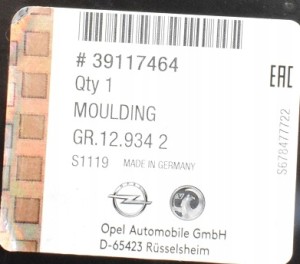 # 39117464
Qty 1
MOULDING
GR.12.934 2
S1119 MADE IN GERMANY
Opel Automobile GmbH
D-65423 Rüsselsheim
EAC
S678477722